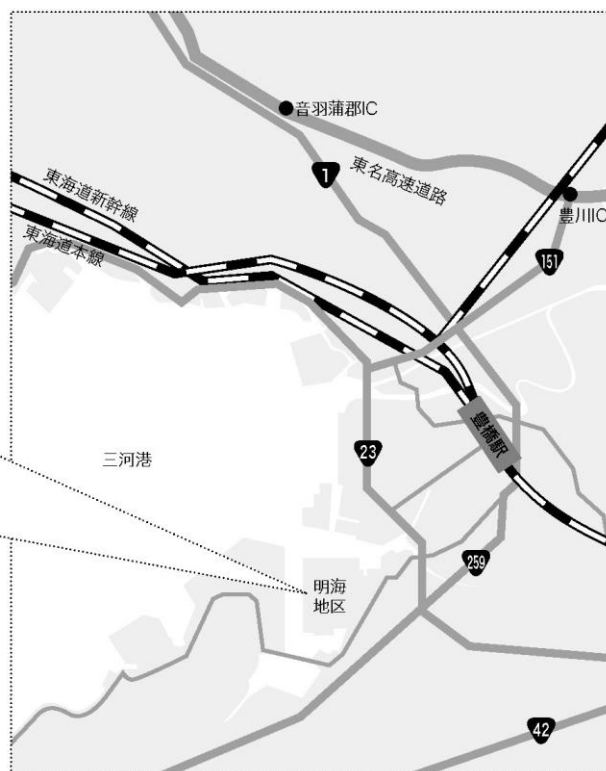 音羽蒲郡IC
東名高速道路
1
東海道新幹線
東海道本線
豊川IC
151
豊橋駅
三河港
23
明海
地区
259
42